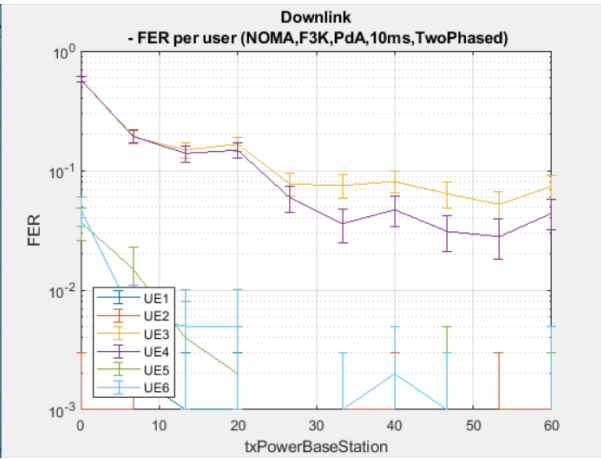 Downlink
- FER per user (NOMA,F3K,PdA,10ms,TwoPhased)
10^0
10^-1
10^-2
10^-3
FER
UE1
UE2
UE3
UE4
UE5
UE6
0 10 20 30 40 50 60
txPowerBaseStation